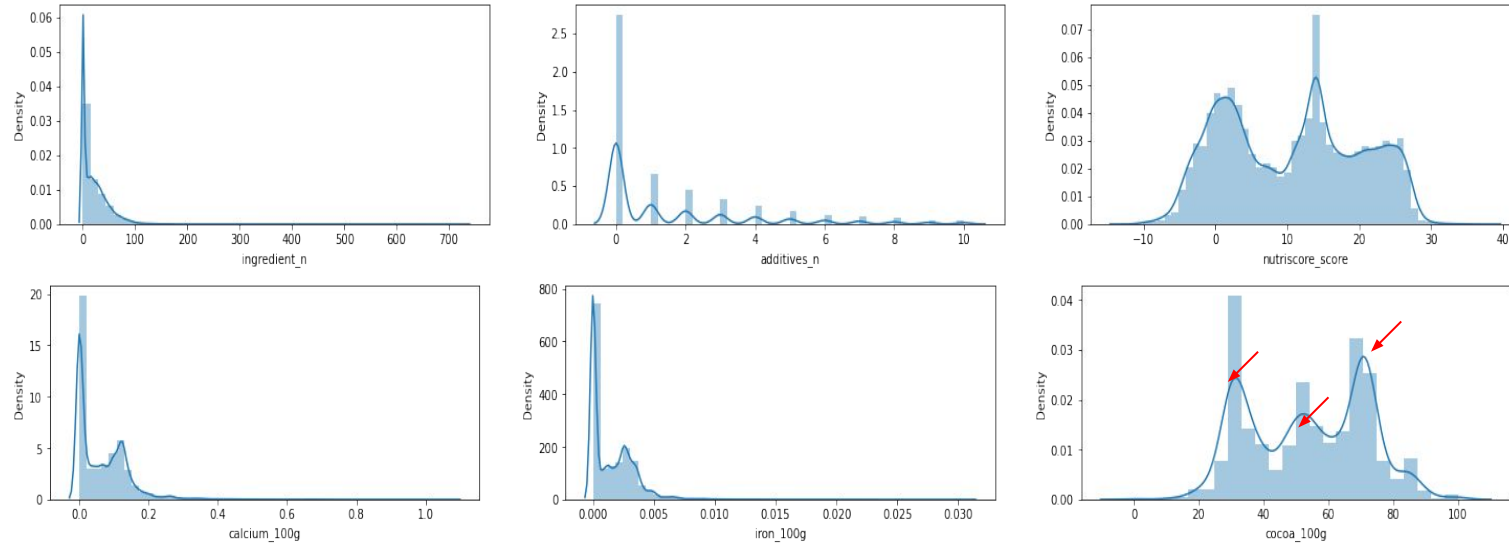 0.06
0.05
0.04
0.03
0.02
0.01
0.00
Density
0 100 200 300 400 500 600 700
ingredient_n
2.5
2.0
1.5
1.0
0.5
0.0
Density
0 2 4 6 8 10
additives_n
0.07
0.06
0.05
0.04
0.03
0.02
0.01
0.00
Density
−10 0 10 20 30 40
nutriscore_score
20
15
10
5
0
Density
0.0 0.2 0.4 0.6 0.8 1.0
calcium_100g
800
600
400
200
0
Density
0.000 0.005 0.010 0.015 0.020 0.025 0.030
iron_100g
0.04
0.03
0.02
0.01
0.00
Density
0 20 40 60 80 100
cocoa_100g